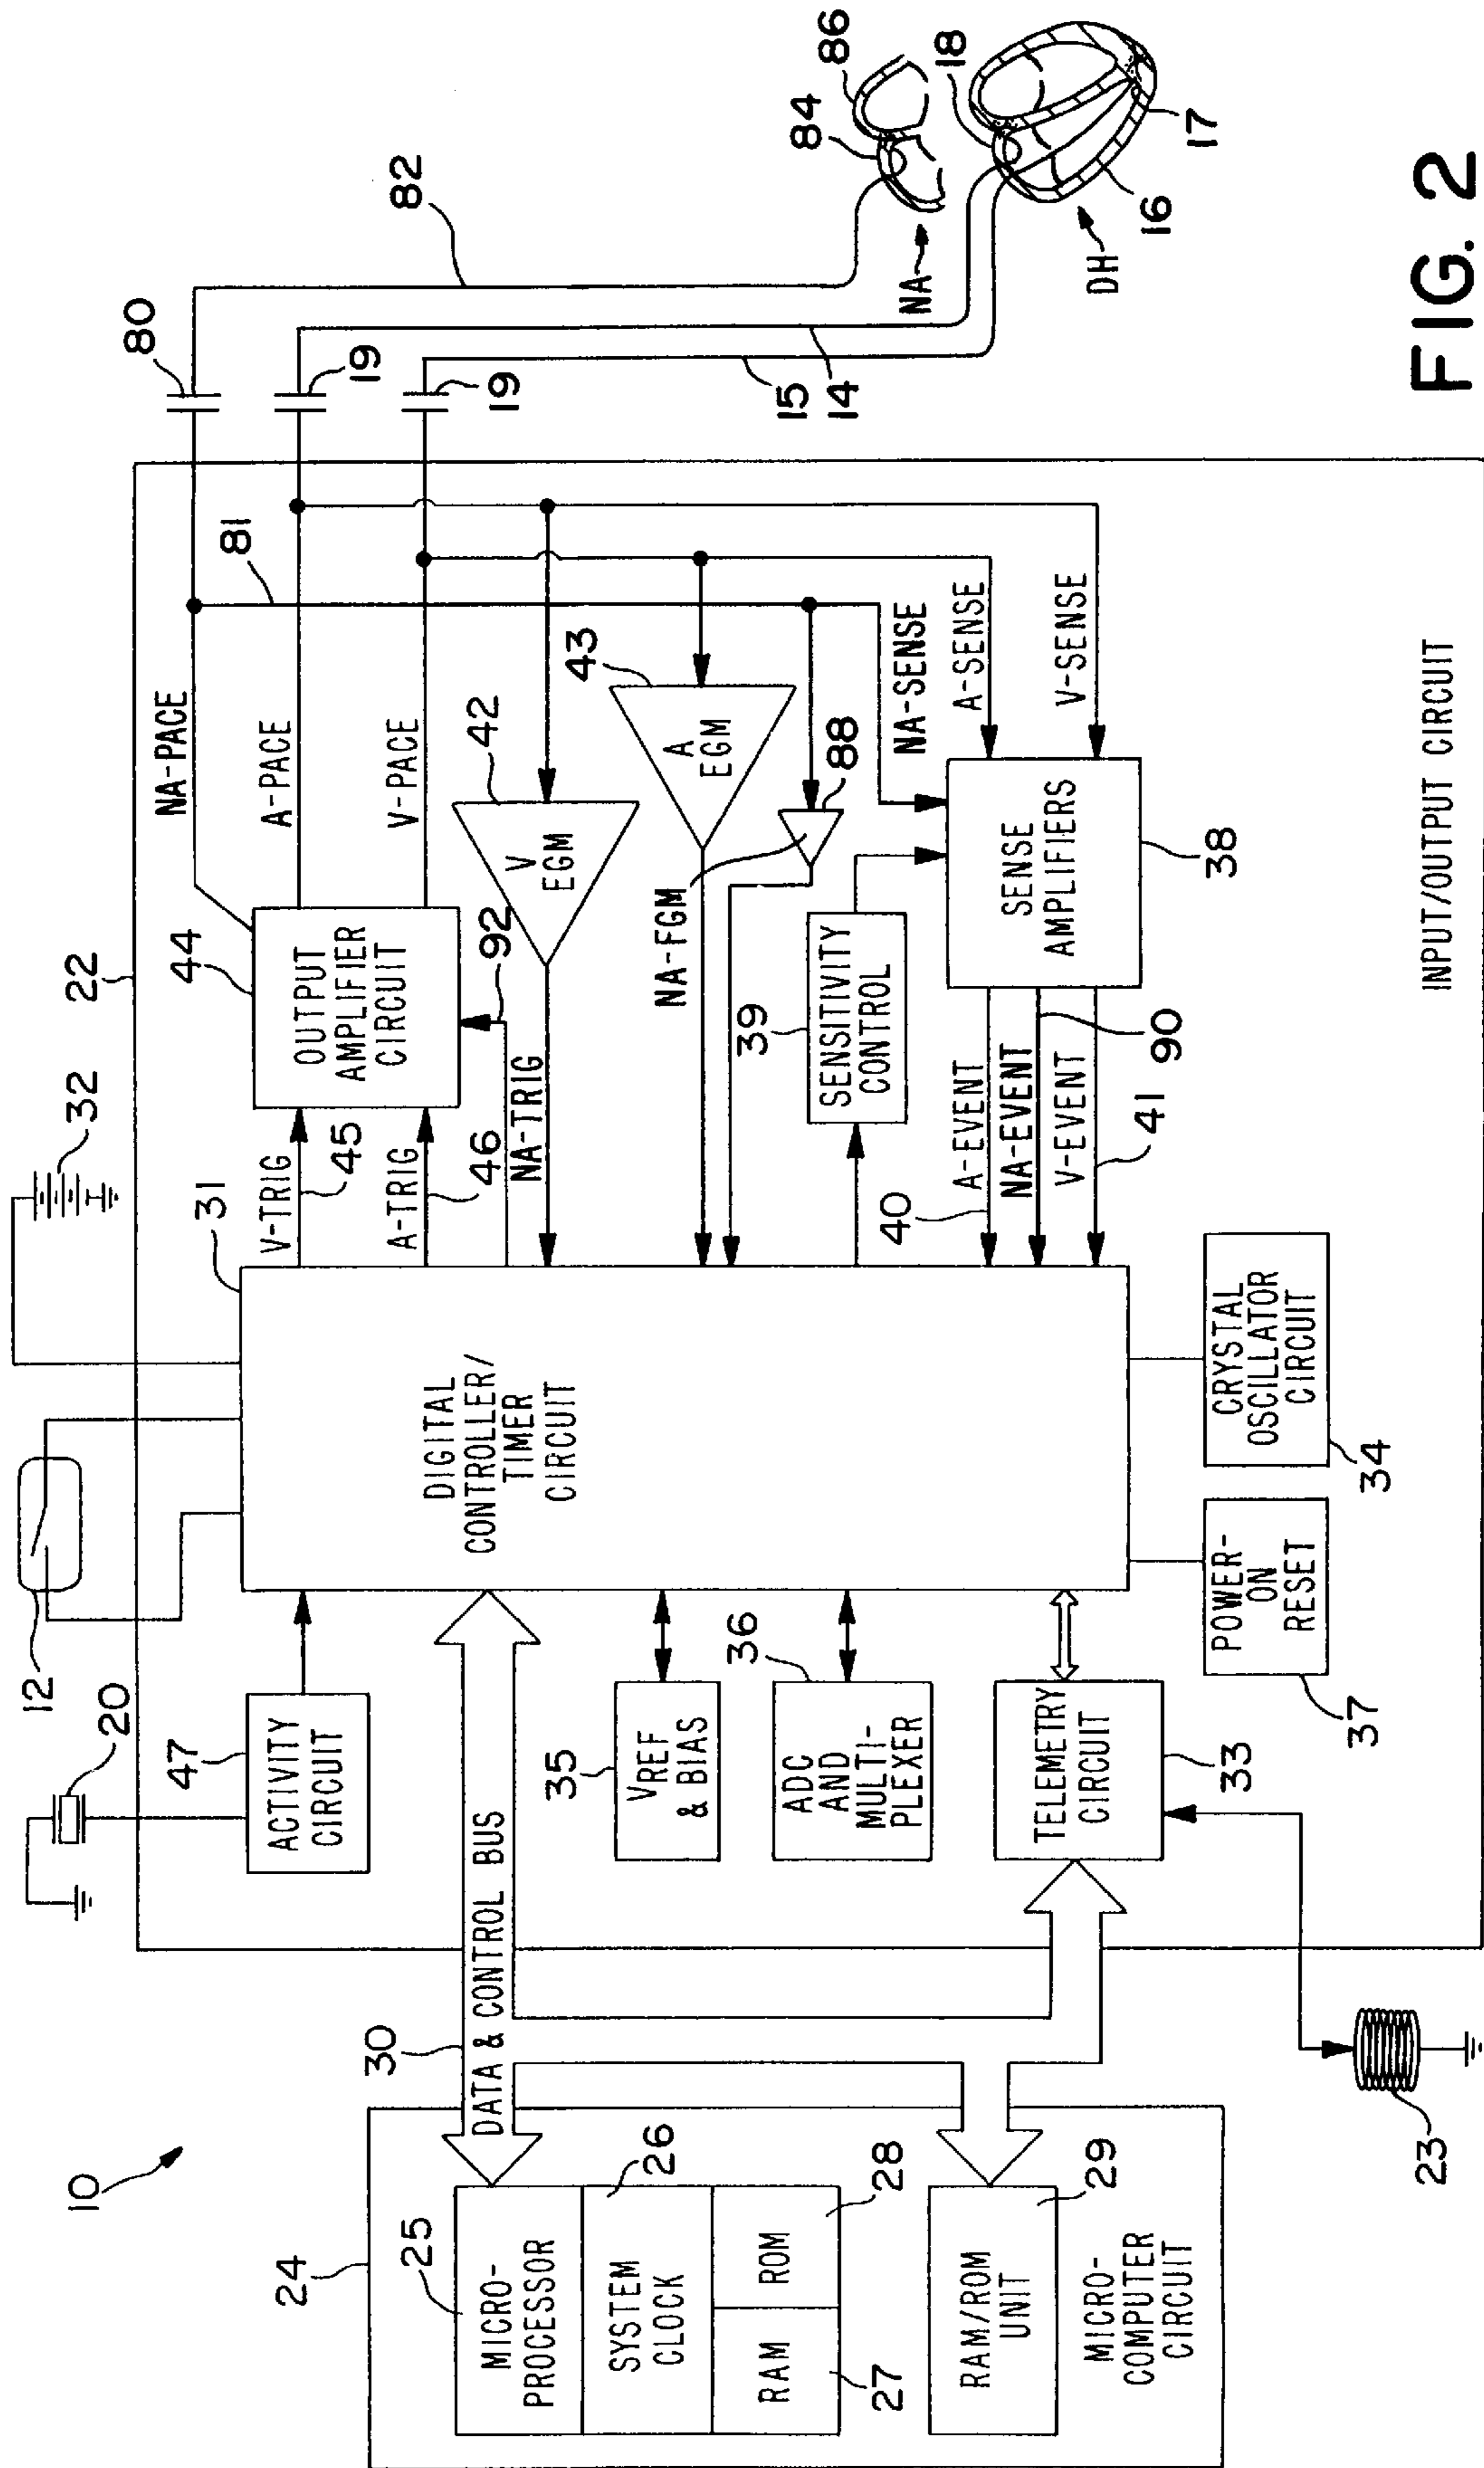 10
24
25
MICRO-
PROCESSOR
26
SYSTEM
CLOCK
RAM
ROM
27
28
RAM/ROM
UNIT
29
MICRO-
COMPUTER
CIRCUIT
30
DATA & CONTROL BUS
23
20
12
47
ACTIVITY
CIRCUIT
35
VREF
& BIAS
36
ADC
AND
MULTI-
PLEXER
TELEMETRY
CIRCUIT
33
37
POWER-
ON
RESET
34
CRYSTAL
OSCILLATOR
CIRCUIT
31
DIGITAL
CONTROLLER/
TIMER
CIRCUIT
32
22
V-TRIG
45
A-TRIG
46
NA-TRIG
92
44
OUTPUT
AMPLIFIER
CIRCUIT
42
V
EGM
43
A
EGM
NA-FGM
88
39
SENSITIVITY
CONTROL
40
A-EVENT
NA-EVENT
90
V-EVENT
41
SENSE
AMPLIFIERS
38
NA-PACE
A-PACE
V-PACE
81
NA-SENSE
A-SENSE
V-SENSE
INPUT/OUTPUT CIRCUIT
80
19
19
82
15
14
84
86
NA
18
DH
16
17
FIG. 2